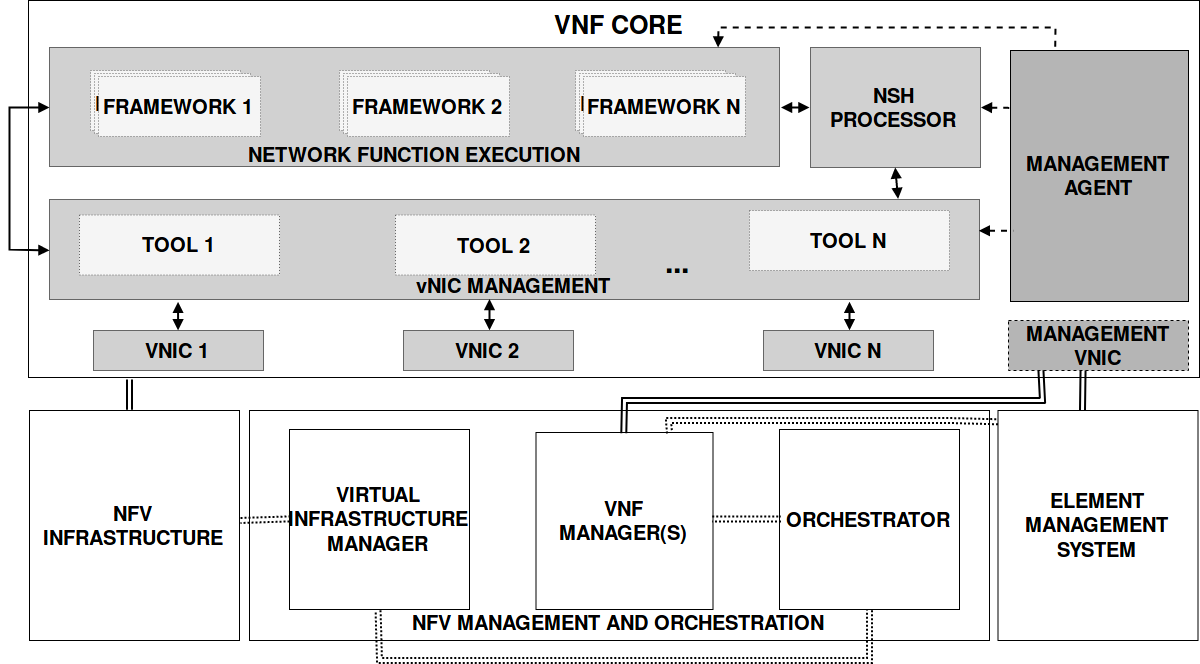 VNF CORE
FRAMEWORK 1
FRAMEWORK 2
FRAMEWORK N
NETWORK FUNCTION EXECUTION
NSH
PROCESSOR
MANAGEMENT
AGENT
TOOL 1
TOOL 2
...
TOOL N
vNIC MANAGEMENT
VNIC 1
VNIC 2
VNIC N
MANAGEMENT
VNIC
NFV
INFRASTRUCTURE
VIRTUAL
INFRASTRUCTURE
MANAGER
VNF
MANAGER(S)
ORCHESTRATOR
NFV MANAGEMENT AND ORCHESTRATION
ELEMENT
MANAGEMENT
SYSTEM